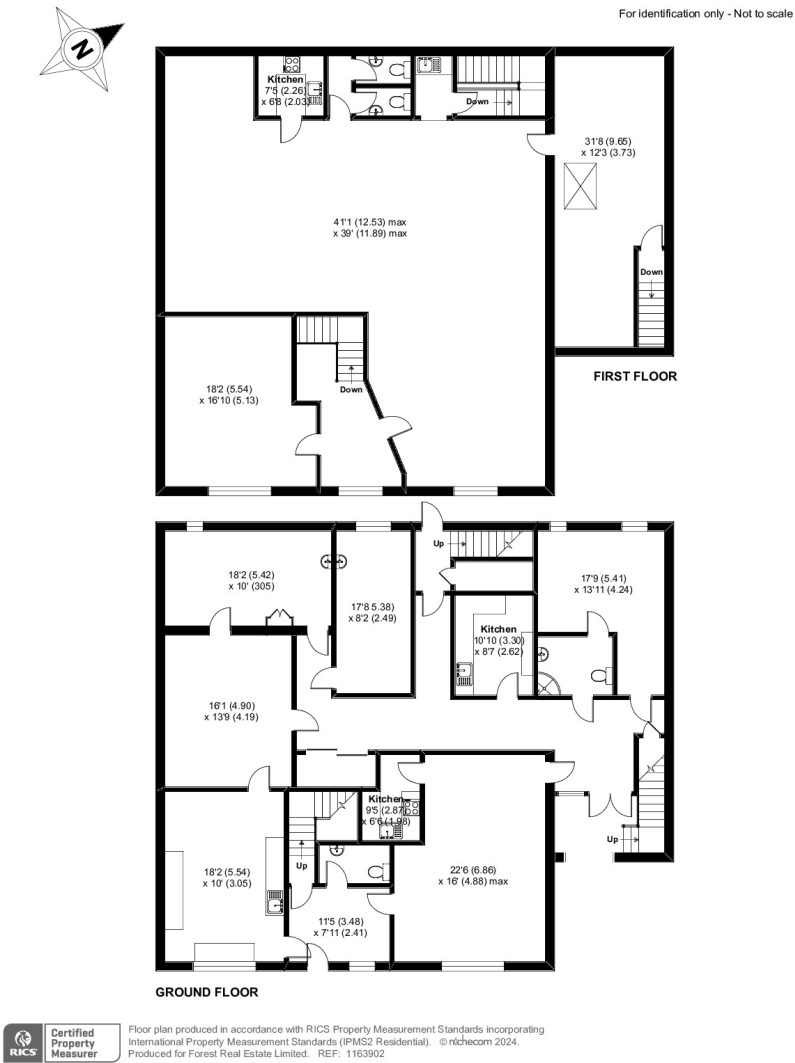 For identification only - Not to scale
N
Kitchen
7'5 (2.26)
x 6'8 (2.03)
Down
31'8 (9.65)
x 12'3 (3.73)
41'1 (12.53) max
x 39' (11.89) max
Down
FIRST FLOOR
18'2 (5.54)
x 16'10 (5.13)
Down
Up
18'2 (5.42)
x 10' (305)
17'8 5.38)
x 8'2 (2.49)
17'9 (5.41)
x 13'11 (4.24)
Kitchen
10'10 (3.30)
x 8'7 (2.62)
16'1 (4.90)
x 13'9 (4.19)
Kitchen
9'5 (2.87)
x 6'6 (1.98)
Up
18'2 (5.54)
x 10' (3.05)
Up
22'6 (6.86)
x 16' (4.88) max
11'5 (3.48)
x 7'11 (2.41)
GROUND FLOOR
RICS
Certified
Property
Measurer
Floor plan produced in accordance with RICS Property Measurement Standards incorporating
International Property Measurement Standards (IPMS2 Residential). © nichecom 2024.
Produced for Forest Real Estate Limited. REF: 1163902